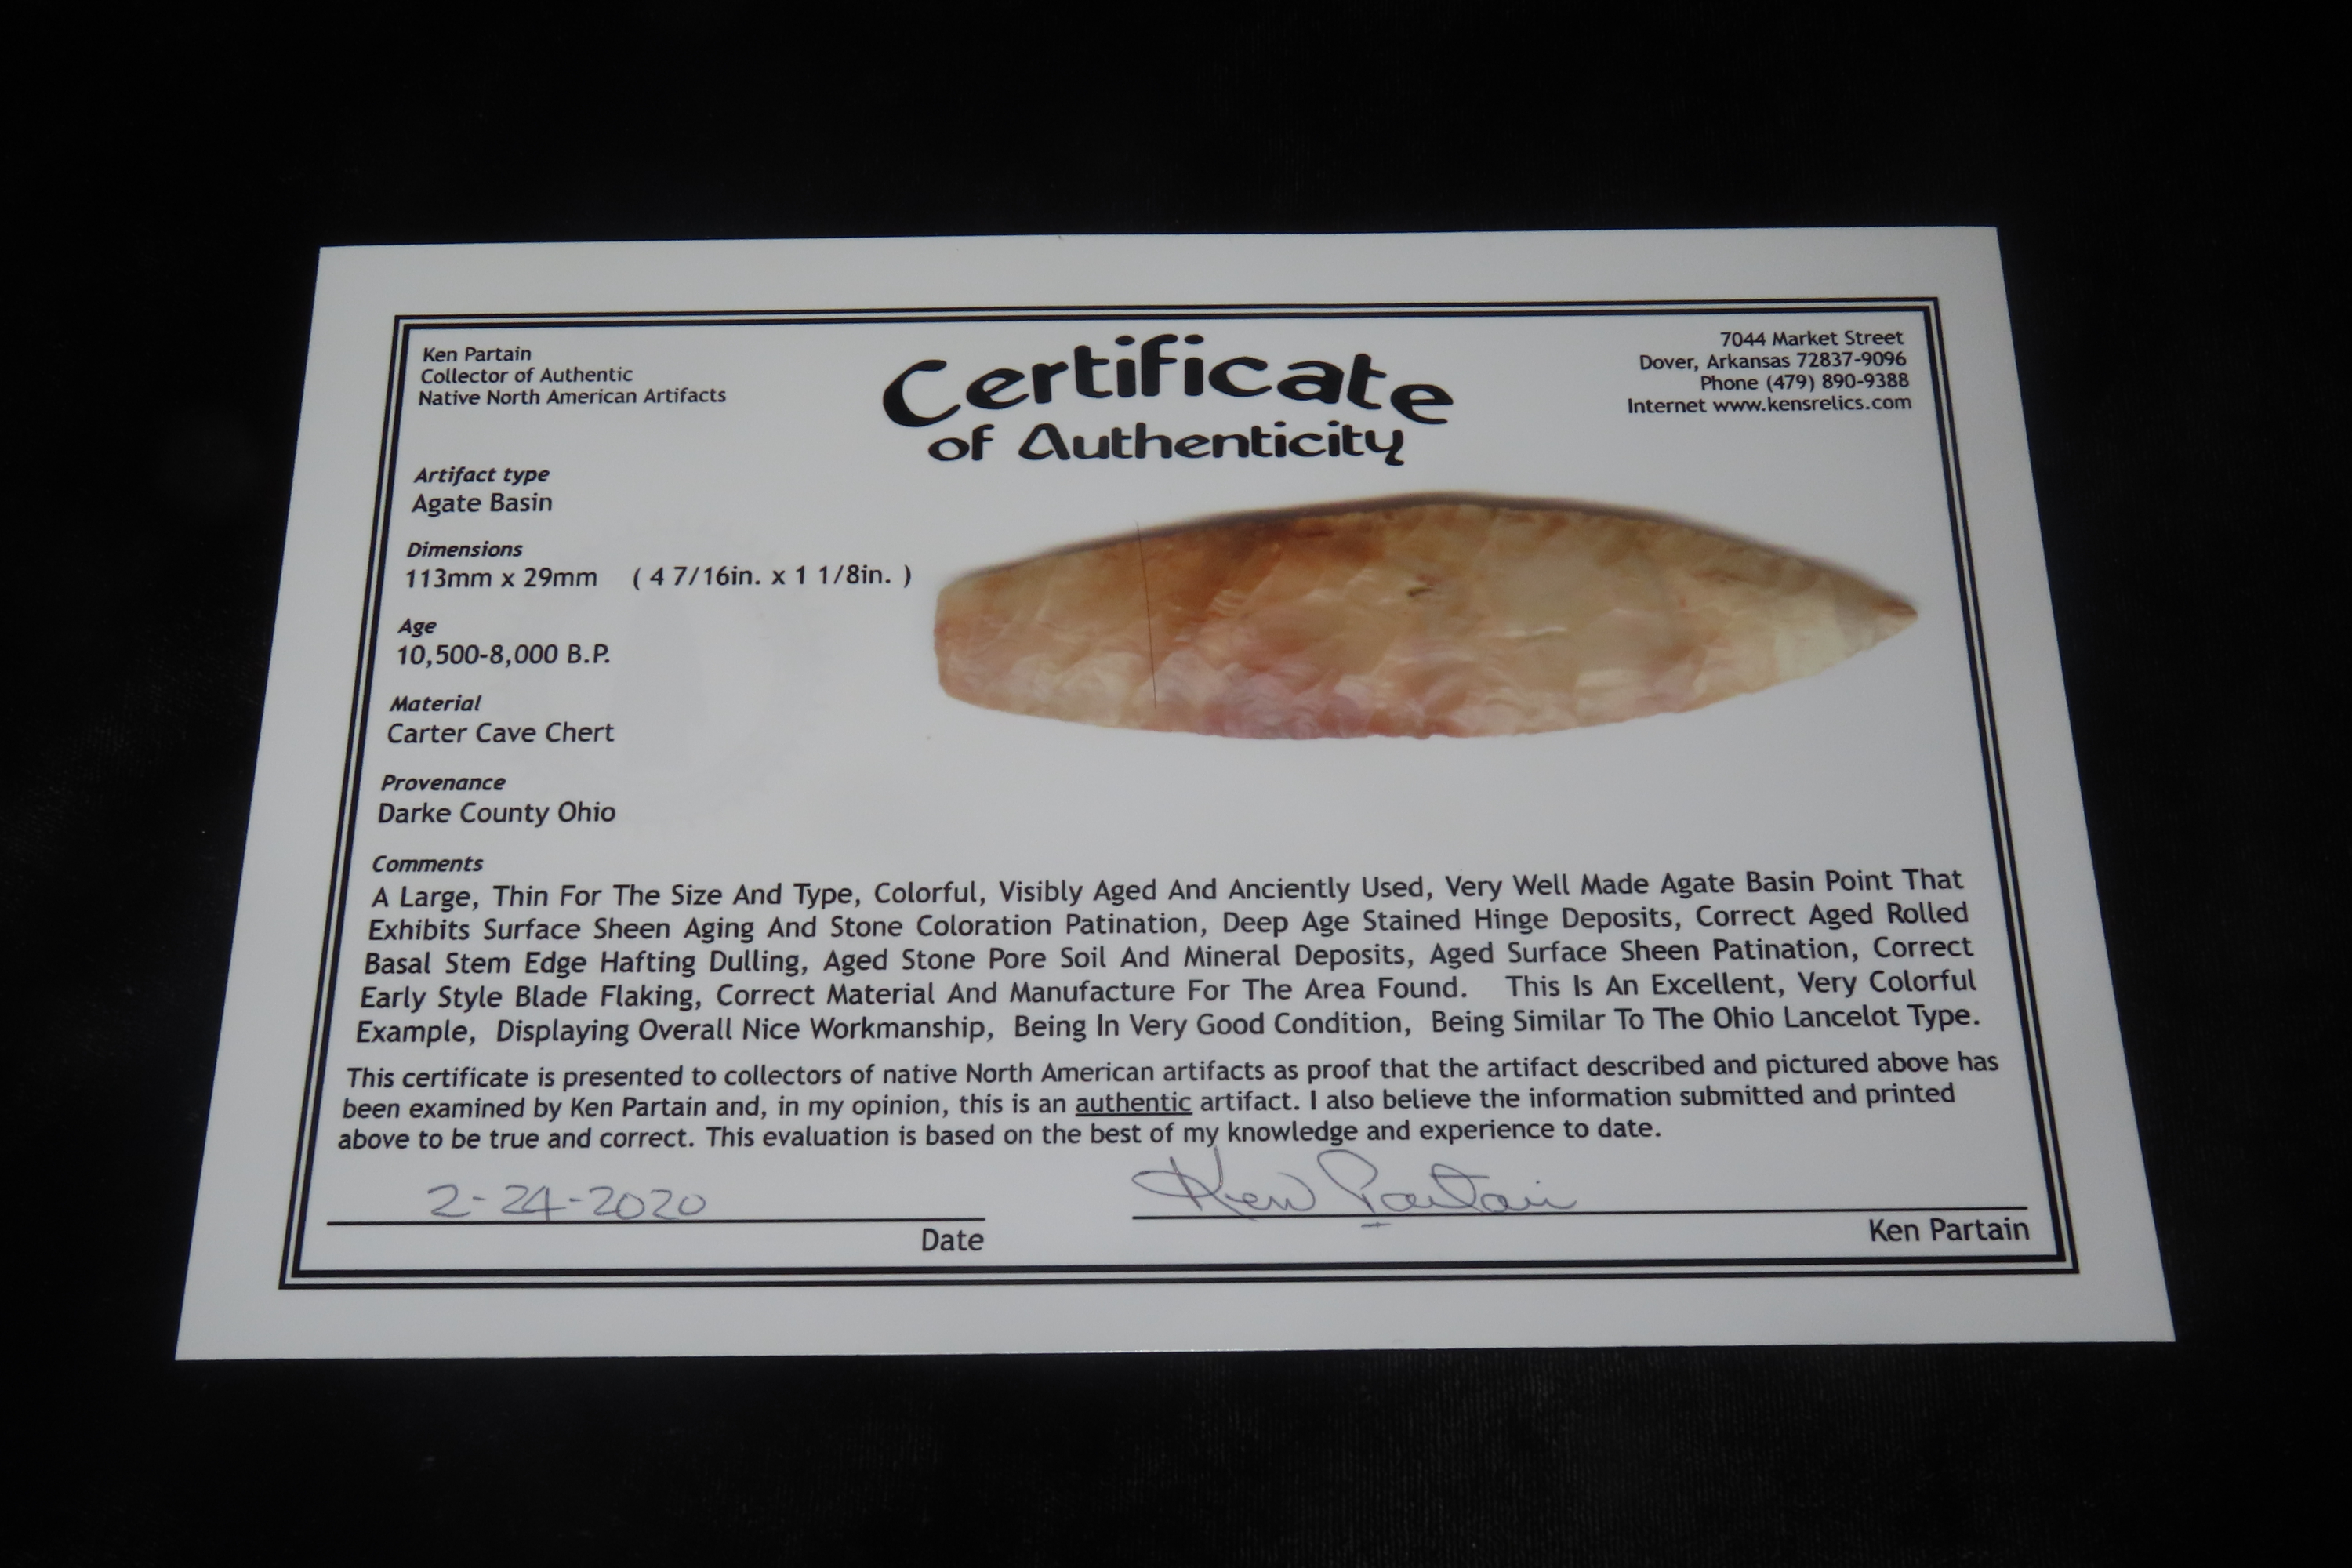 Ken Partain
Collector of Authentic
Native North American Artifacts
Certificate
of Authenticity
7044 Market Street
Dover, Arkansas 72837-9096
Phone (479) 890-9388
Internet www.kensrelics.com
Artifact type
Agate Basin
Dimensions
113mm x 29mm ( 4 7/16in. x 1 1/8in. )
Age
10,500-8,000 B.P.
Material
Carter Cave Chert
Provenance
Darke County Ohio
Comments
A Large, Thin For The Size And Type, Colorful, Visibly Aged And Anciently Used, Very Well Made Agate Basin Point That
Exhibits Surface Sheen Aging And Stone Coloration Patination, Deep Age Stained Hinge Deposits, Correct Aged Rolled
Basal Stem Edge Hafting Dulling, Aged Stone Pore Soil And Mineral Deposits, Aged Surface Sheen Patination, Correct
Early Style Blade Flaking, Correct Material And Manufacture For The Area Found. This Is An Excellent, Very Colorful
Example, Displaying Overall Nice Workmanship, Being In Very Good Condition, Being Similar To The Ohio Lancelot Type.
This certificate is presented to collectors of native North American artifacts as proof that the artifact described and pictured above has
been examined by Ken Partain and, in my opinion, this is an authentic artifact. I also believe the information submitted and printed
above to be true and correct. This evaluation is based on the best of my knowledge and experience to date.
2-24-2020
Ken Partain
Date
Ken Partain